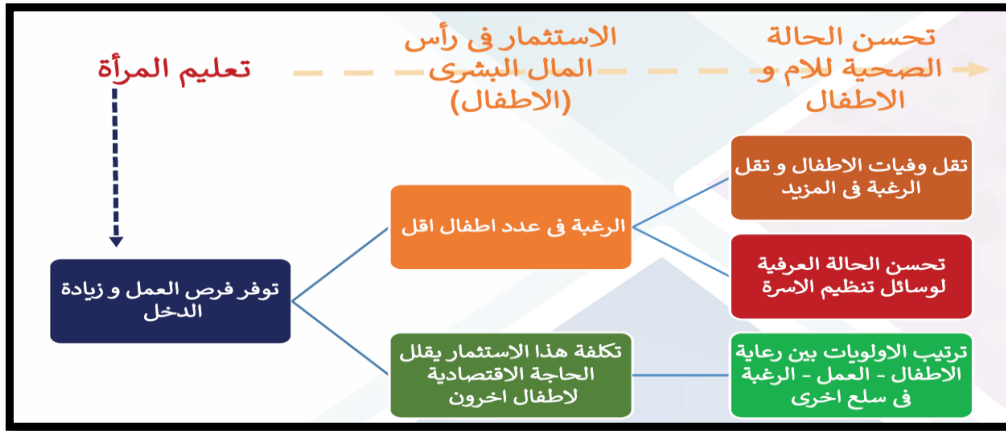 تعليم المرأة
الاستثمار فى رأس
المال البشرى
(الاطفال)
تحسن الحالة
الصحية للام و
الاطفال
توفر فرص العمل و زيادة
الدخل
الرغبة فى عدد اطفال اقل
تكلفة هذا الاستثمار يقلل
الحاجة الاقتصادية
لاطفال اخرون
تقل وفيات الاطفال و تقل
الرغبة فى المزيد
تحسن الحالة العرفية
لوسائل تنظيم الاسرة
ترتيب الاولويات بين رعاية
الاطفال - العمل - الرغبة
فى سلع اخرى